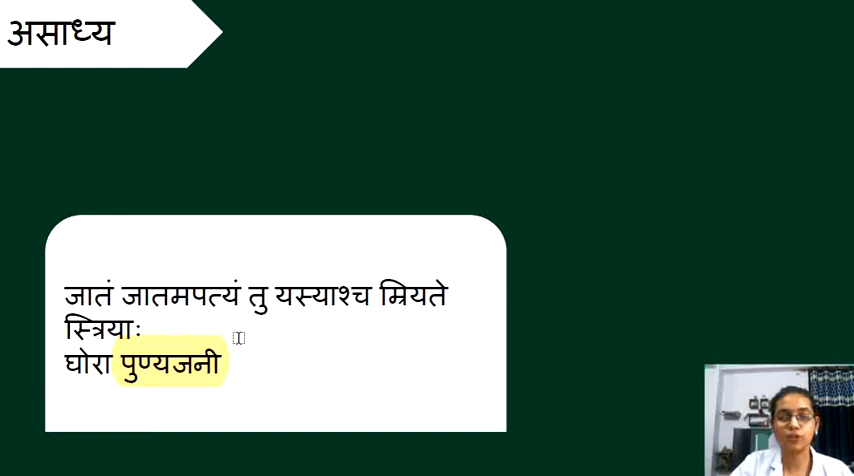 असाध्य
जातं जातमपत्यं तु यस्याश्च म्रियते
स्त्रियाः
घोरा पुण्यजनी